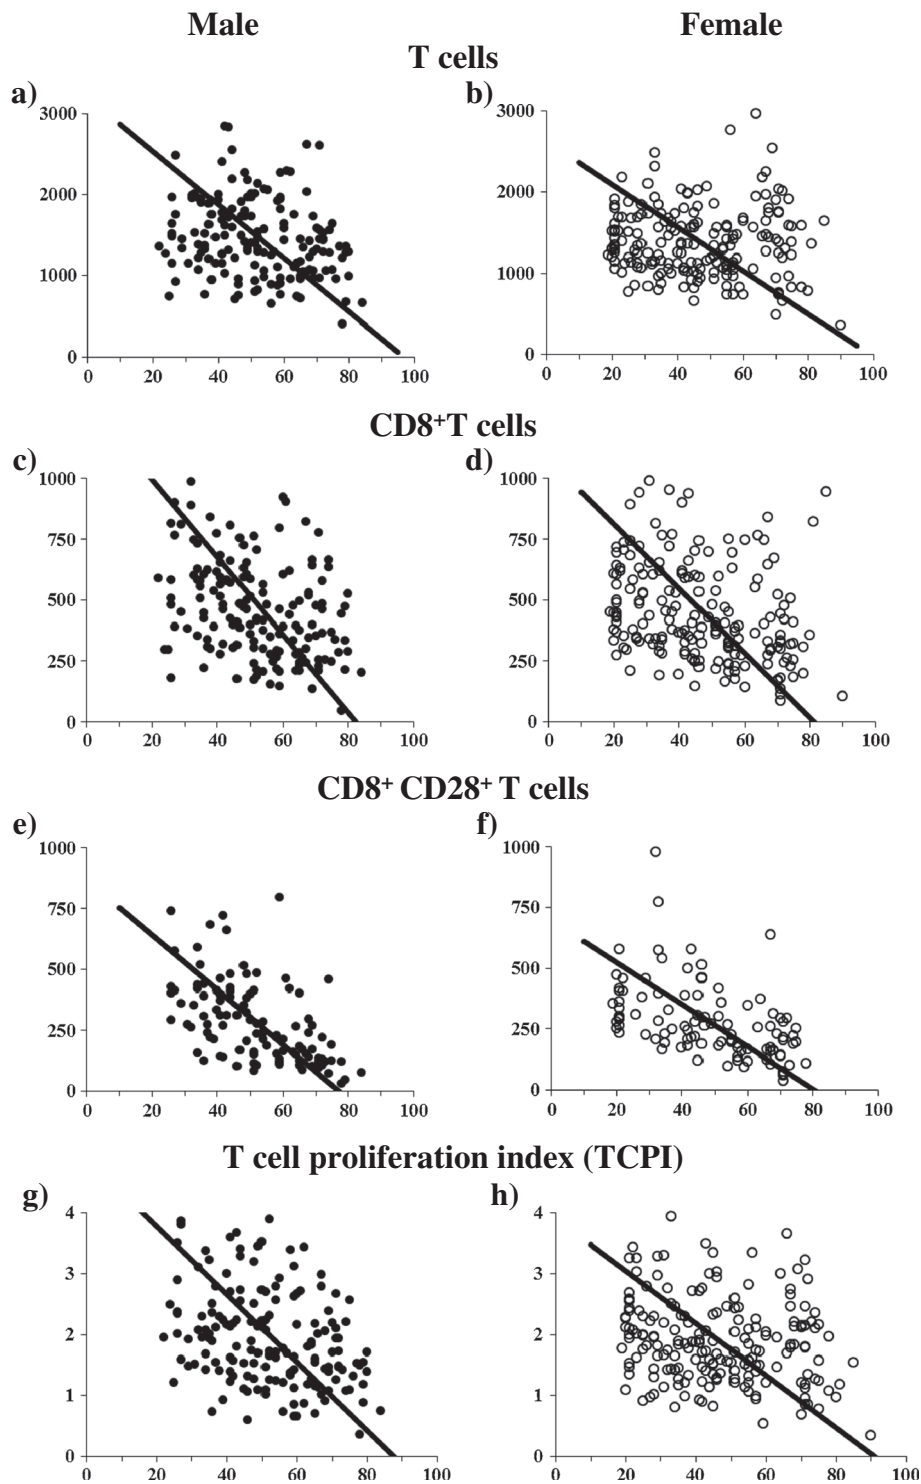 Male Female
T cells
a) b)
3000 3000
2000 2000
1000 1000
0 0
0 20 40 60 80 100 0 20 40 60 80 100
CD8⁺T cells
c) d)
1000 1000
750 750
500 500
250 250
0 0
0 20 40 60 80 100 0 20 40 60 80 100
CD8⁺ CD28⁺ T cells
e) f)
1000 1000
750 750
500 500
250 250
0 0
0 20 40 60 80 100 0 20 40 60 80 100
T cell proliferation index (TCPI)
g) h)
4 4
3 3
2 2
1 1
0 0
0 20 40 60 80 100 0 20 40 60 80 100